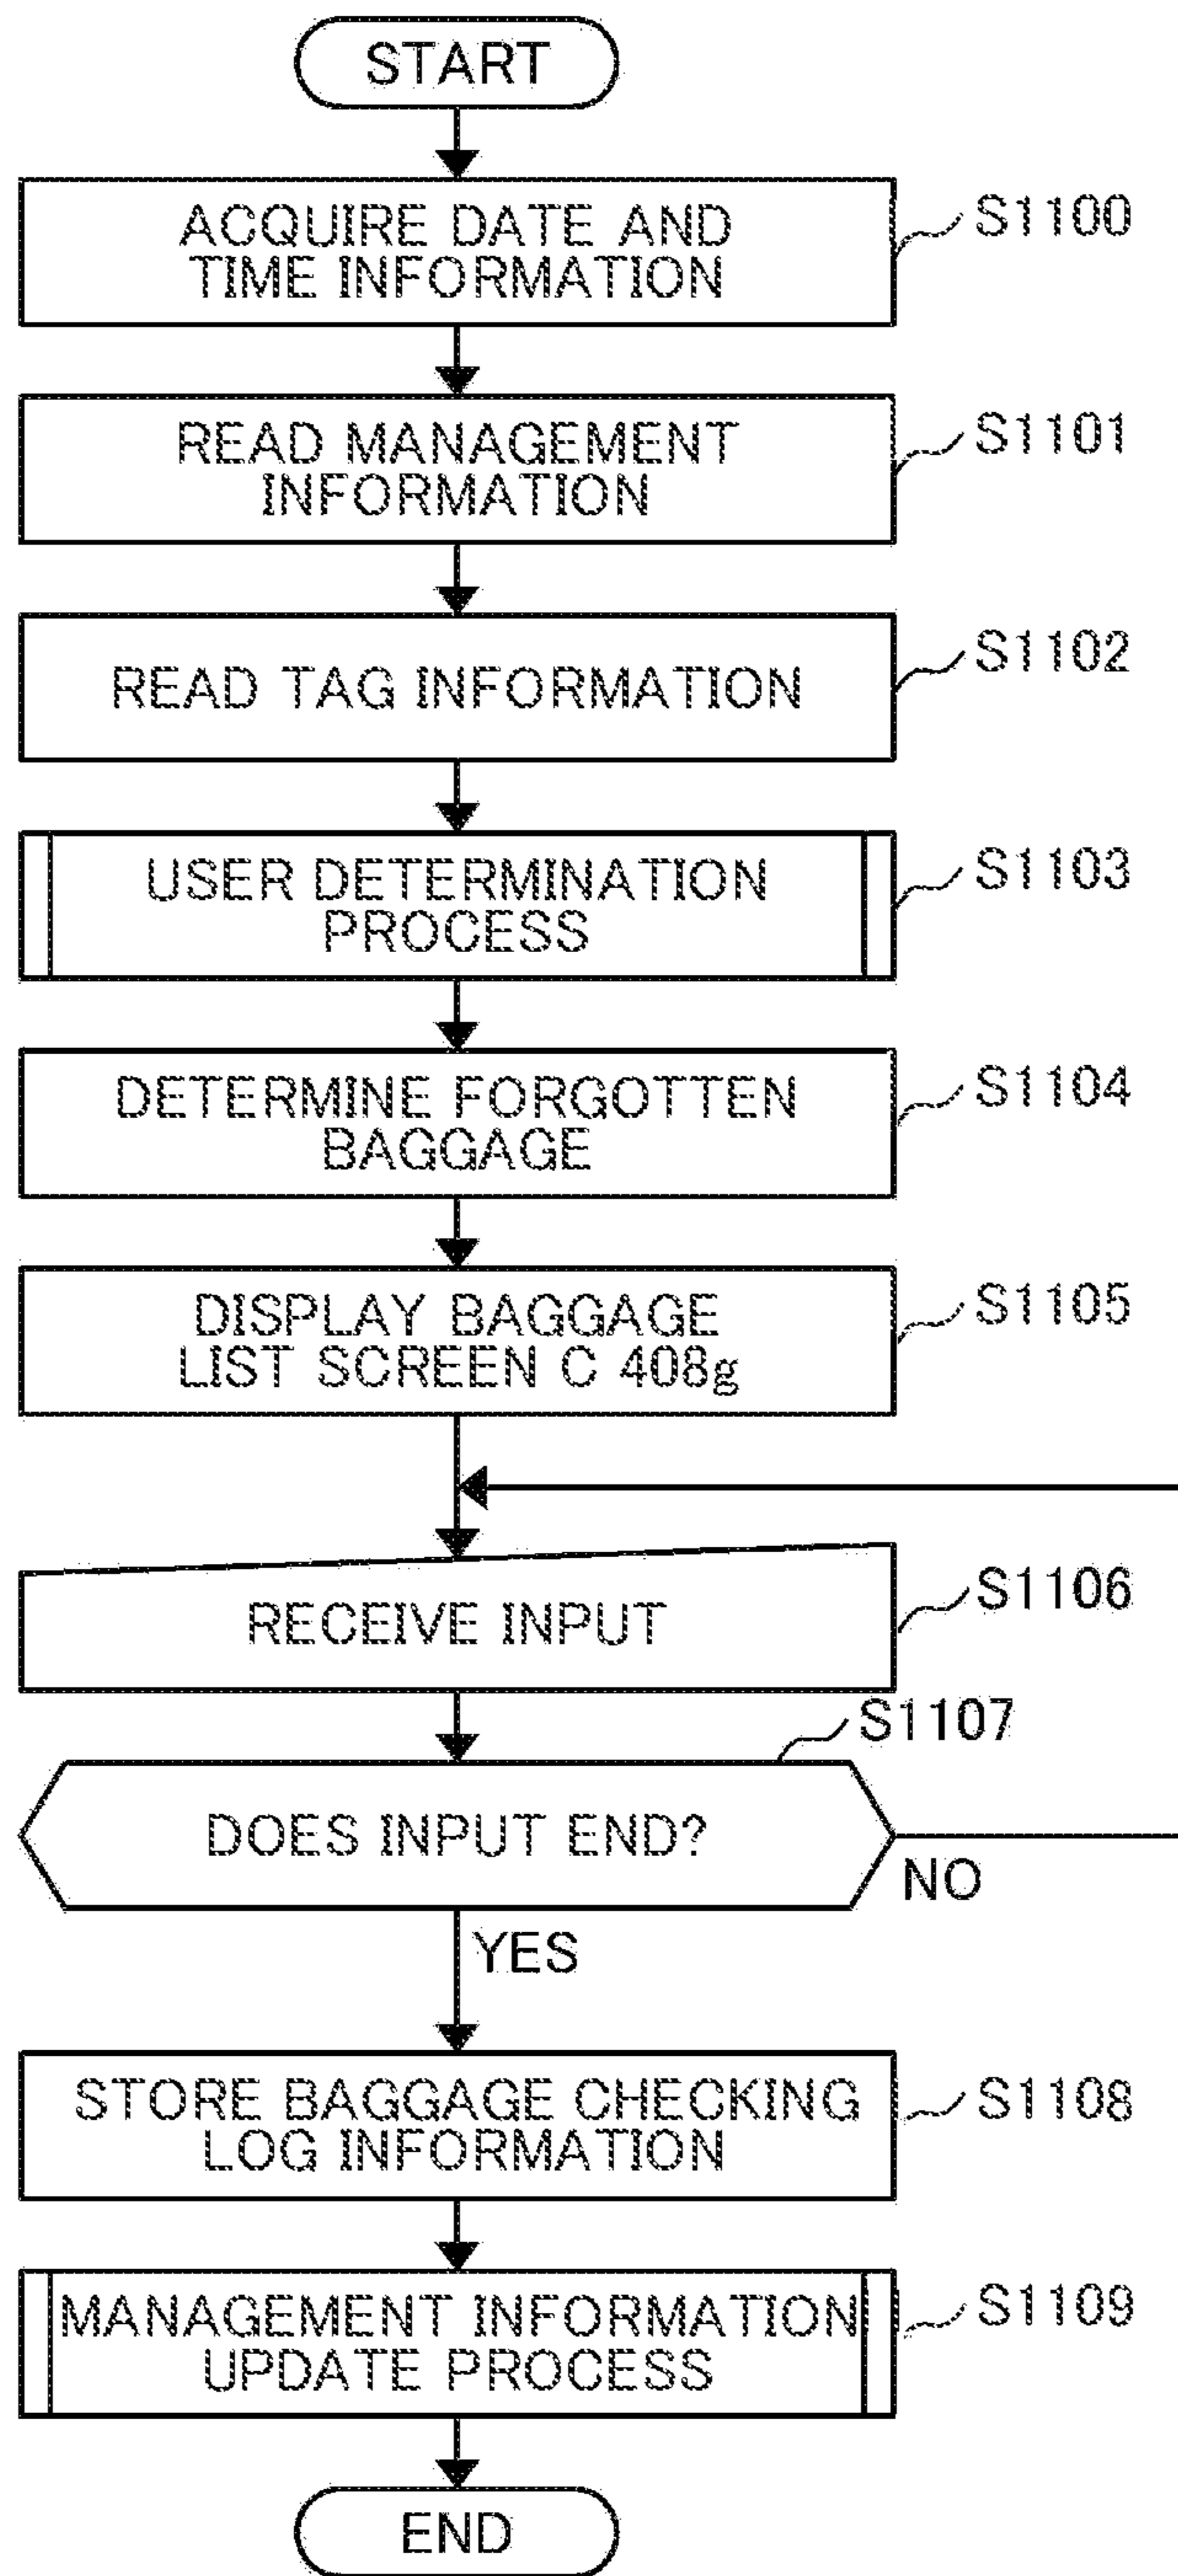 START
ACQUIRE DATE AND
TIME INFORMATION
S1100
READ MANAGEMENT
INFORMATION
S1101
READ TAG INFORMATION
S1102
USER DETERMINATION
PROCESS
S1103
DETERMINE FORGOTTEN
BAGGAGE
S1104
DISPLAY BAGGAGE
LIST SCREEN C 408g
S1105
RECEIVE INPUT
S1106
S1107
DOES INPUT END?
NO
YES
STORE BAGGAGE CHECKING
LOG INFORMATION
S1108
MANAGEMENT INFORMATION
UPDATE PROCESS
S1109
END